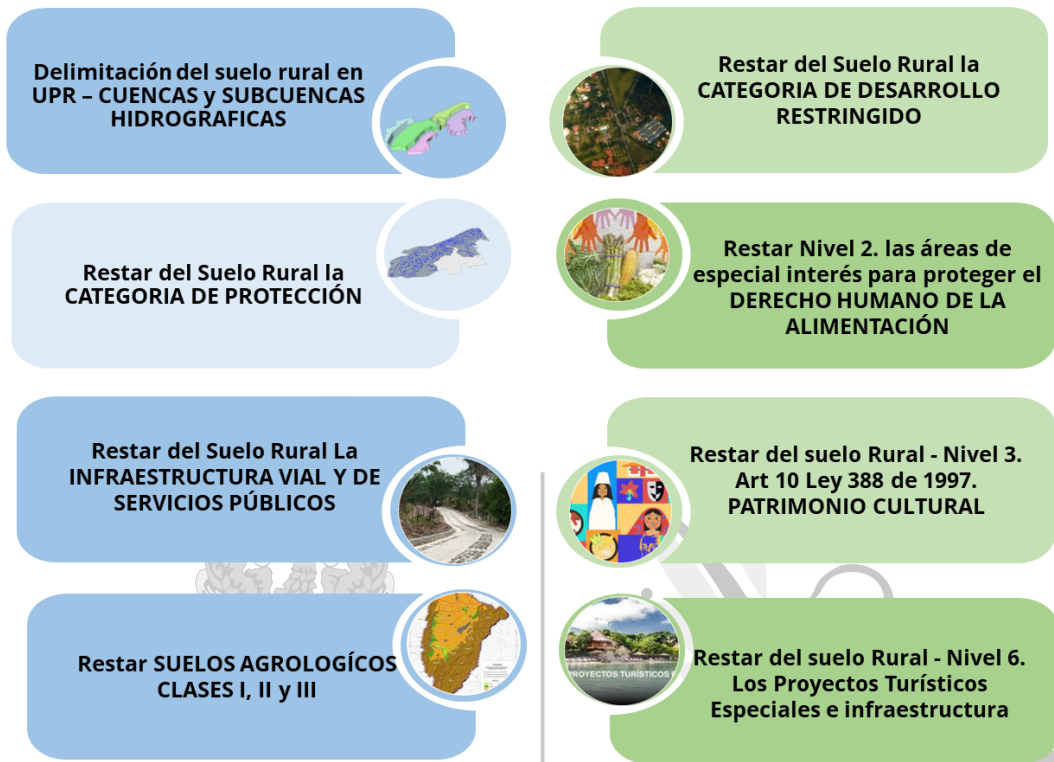 Delimitación del suelo rural en
UPR – CUENCAS y SUBCUENCAS
HIDROGRAFICAS
Restar del Suelo Rural la
CATEGORIA DE PROTECCIÓN
Restar del Suelo Rural La
INFRAESTRUCTURA VIAL Y DE
SERVICIOS PÚBLICOS
Restar SUELOS AGROLOGÍCOS
CLASES I, II y III
Restar del Suelo Rural la
CATEGORIA DE DESARROLLO
RESTRINGIDO
Restar Nivel 2. las áreas de
especial interés para proteger el
DERECHO HUMANO DE LA
ALIMENTACIÓN
Restar del suelo Rural - Nivel 3.
Art 10 Ley 388 de 1997.
PATRIMONIO CULTURAL
Restar del suelo Rural - Nivel 6.
Los Proyectos Turísticos
Especiales e infraestructura
PROYECTOS TURÍSTICOS